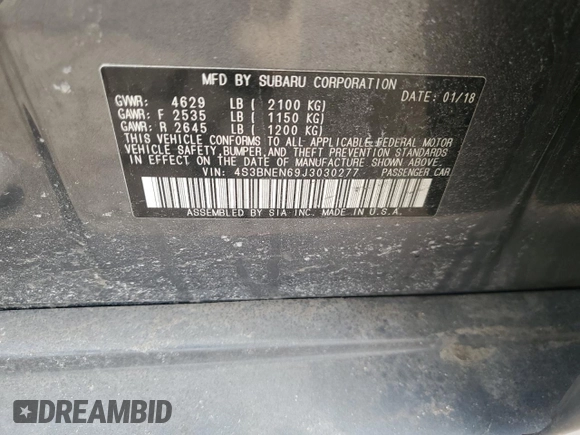 MFD BY SUBARU CORPORATION
DATE: 01/18
GVWR: 4629 LB ( 2100 KG)
GAWR: F 2535 LB ( 1150 KG)
GAWR: R 2645 LB ( 1200 KG)
THIS VEHICLE CONFORMS TO ALL APPLICABLE FEDERAL MOTOR
VEHICLE SAFETY, BUMPER, AND THEFT PREVENTION STANDARDS
IN EFFECT ON THE DATE OF MANUFACTURE SHOWN ABOVE.
VIN: 4S3BNEN69J3030277 PASSENGER CAR
ASSEMBLED BY SIA INC. MADE IN U.S.A.
DREAMBID